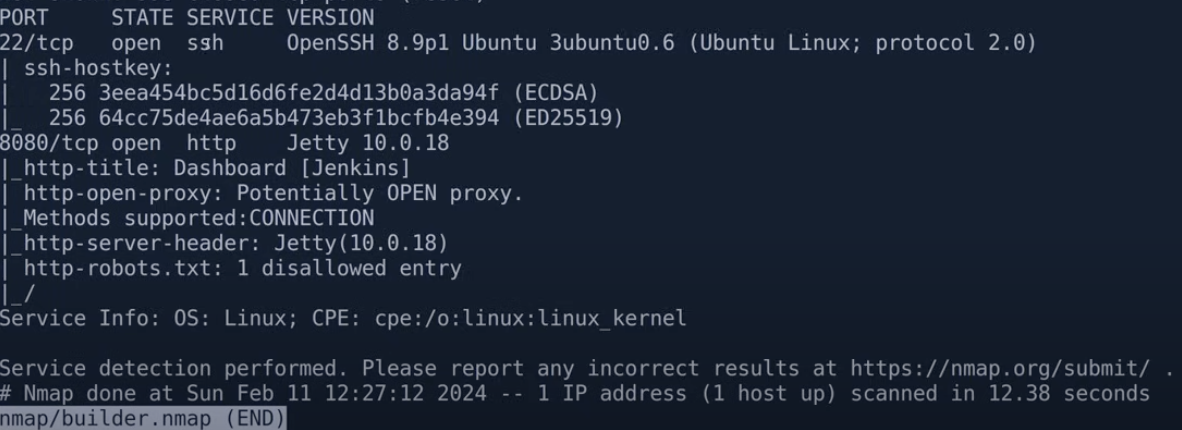 PORT STATE SERVICE VERSION
22/tcp open ssh OpenSSH 8.9p1 Ubuntu 3ubuntu0.6 (Ubuntu Linux; protocol 2.0)
| ssh-hostkey:
| 256 3eea454bc5d16d6fe2d4d13b0a3da94f (ECDSA)
|_ 256 64cc75de4ae6a5b473eb3f1bcfb4e394 (ED25519)
8080/tcp open http Jetty 10.0.18
|_http-title: Dashboard [Jenkins]
| http-open-proxy: Potentially OPEN proxy.
|_Methods supported:CONNECTION
|_http-server-header: Jetty(10.0.18)
| http-robots.txt: 1 disallowed entry
|_/
Service Info: OS: Linux; CPE: cpe:/o:linux:linux_kernel
Service detection performed. Please report any incorrect results at https://nmap.org/submit/ .
# Nmap done at Sun Feb 11 12:27:12 2024 -- 1 IP address (1 host up) scanned in 12.38 seconds
nmap/builder.nmap (END)